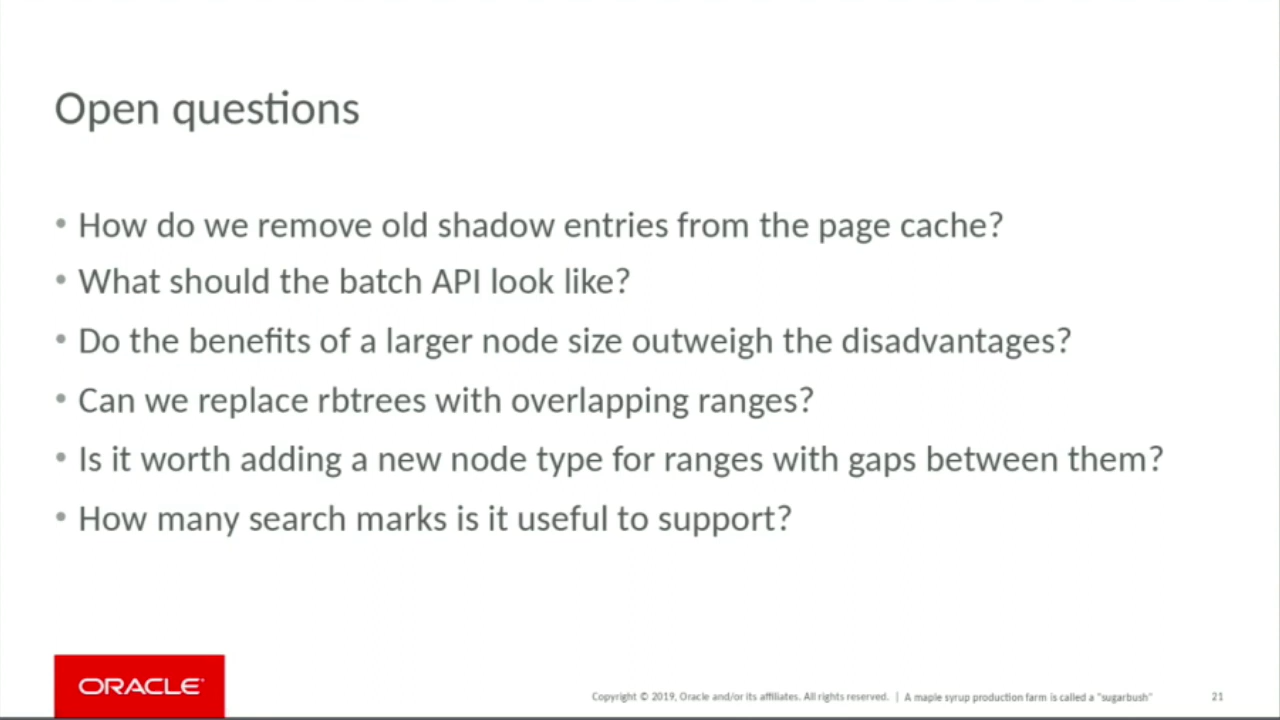 Open questions
• How do we remove old shadow entries from the page cache?
• What should the batch API look like?
• Do the benefits of a larger node size outweigh the disadvantages?
• Can we replace rbtrees with overlapping ranges?
• Is it worth adding a new node type for ranges with gaps between them?
• How many search marks is it useful to support?
ORACLE
Copyright © 2019, Oracle and/or its affiliates. All rights reserved. | A maple syrup production farm is called a "sugarbush" 21